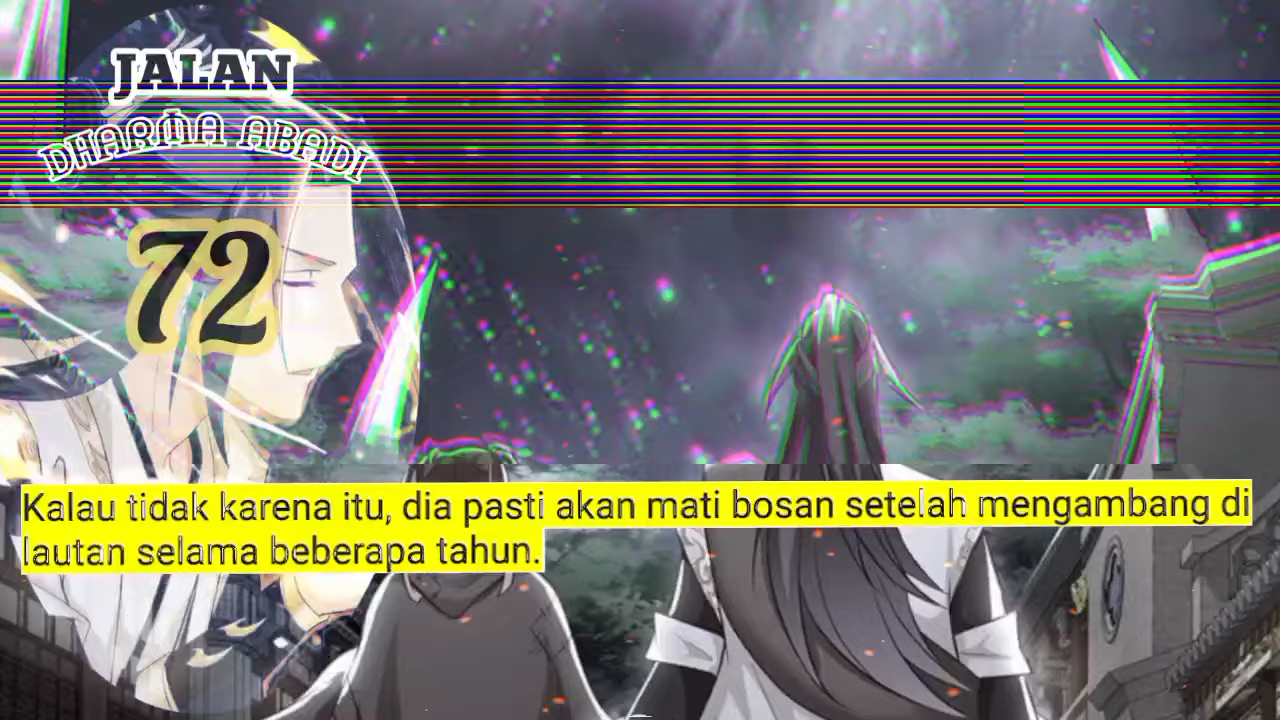 JALAN
DHARMA ABADI
72
Kalau tidak karena itu, dia pasti akan mati bosan setelah mengambang di
lautan selama beberapa tahun.